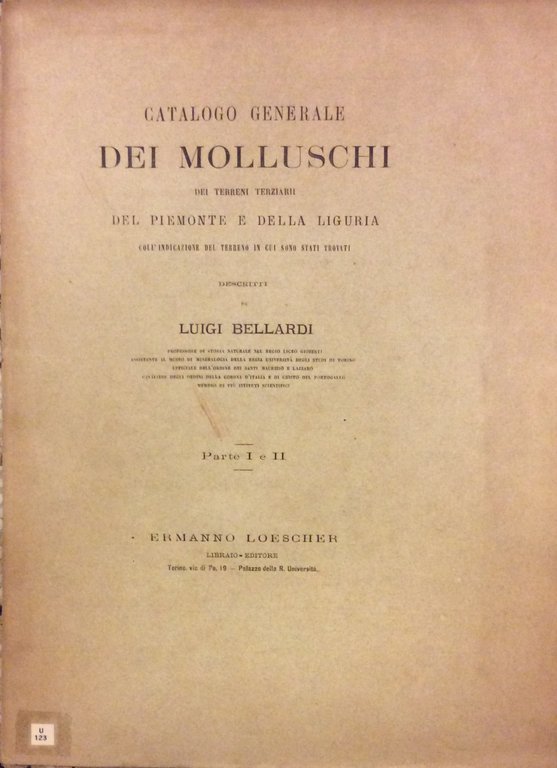 CATALOGO GENERALE
DEI MOLLUSCHI
DEI TERRENI TERZIARII
DEL PIEMONTE E DELLA LIGURIA
COLL'INDICAZIONE DEL TERRENO IN CUI SONO STATI TROVATI
DESCRITTI
DA
LUIGI BELLARDI
PROFESSORE DI STORIA NATURALE NEL REGIO LICEO GIOBERTI
ASSISTENTE AL MUSEO DI MINERALOGIA DELLA REGIA UNIVERSITÀ DEGLI STUDI DI TORINO
UFFICIALE DELL'ORDINE DEI SANTI MAURIZIO E LAZZARO
CAVALIERE DEGLI ORDINI DELLA CORONA D'ITALIA E DI CRISTO DEL PORTOGALLO
MEMBRO DI PIÙ ISTITUTI SCIENTIFICI
Parte I e II
ERMANNO LOESCHER
LIBRAIO-EDITORE
Torino, via di Po, 19 — Palazzo della R. Università.
U
123